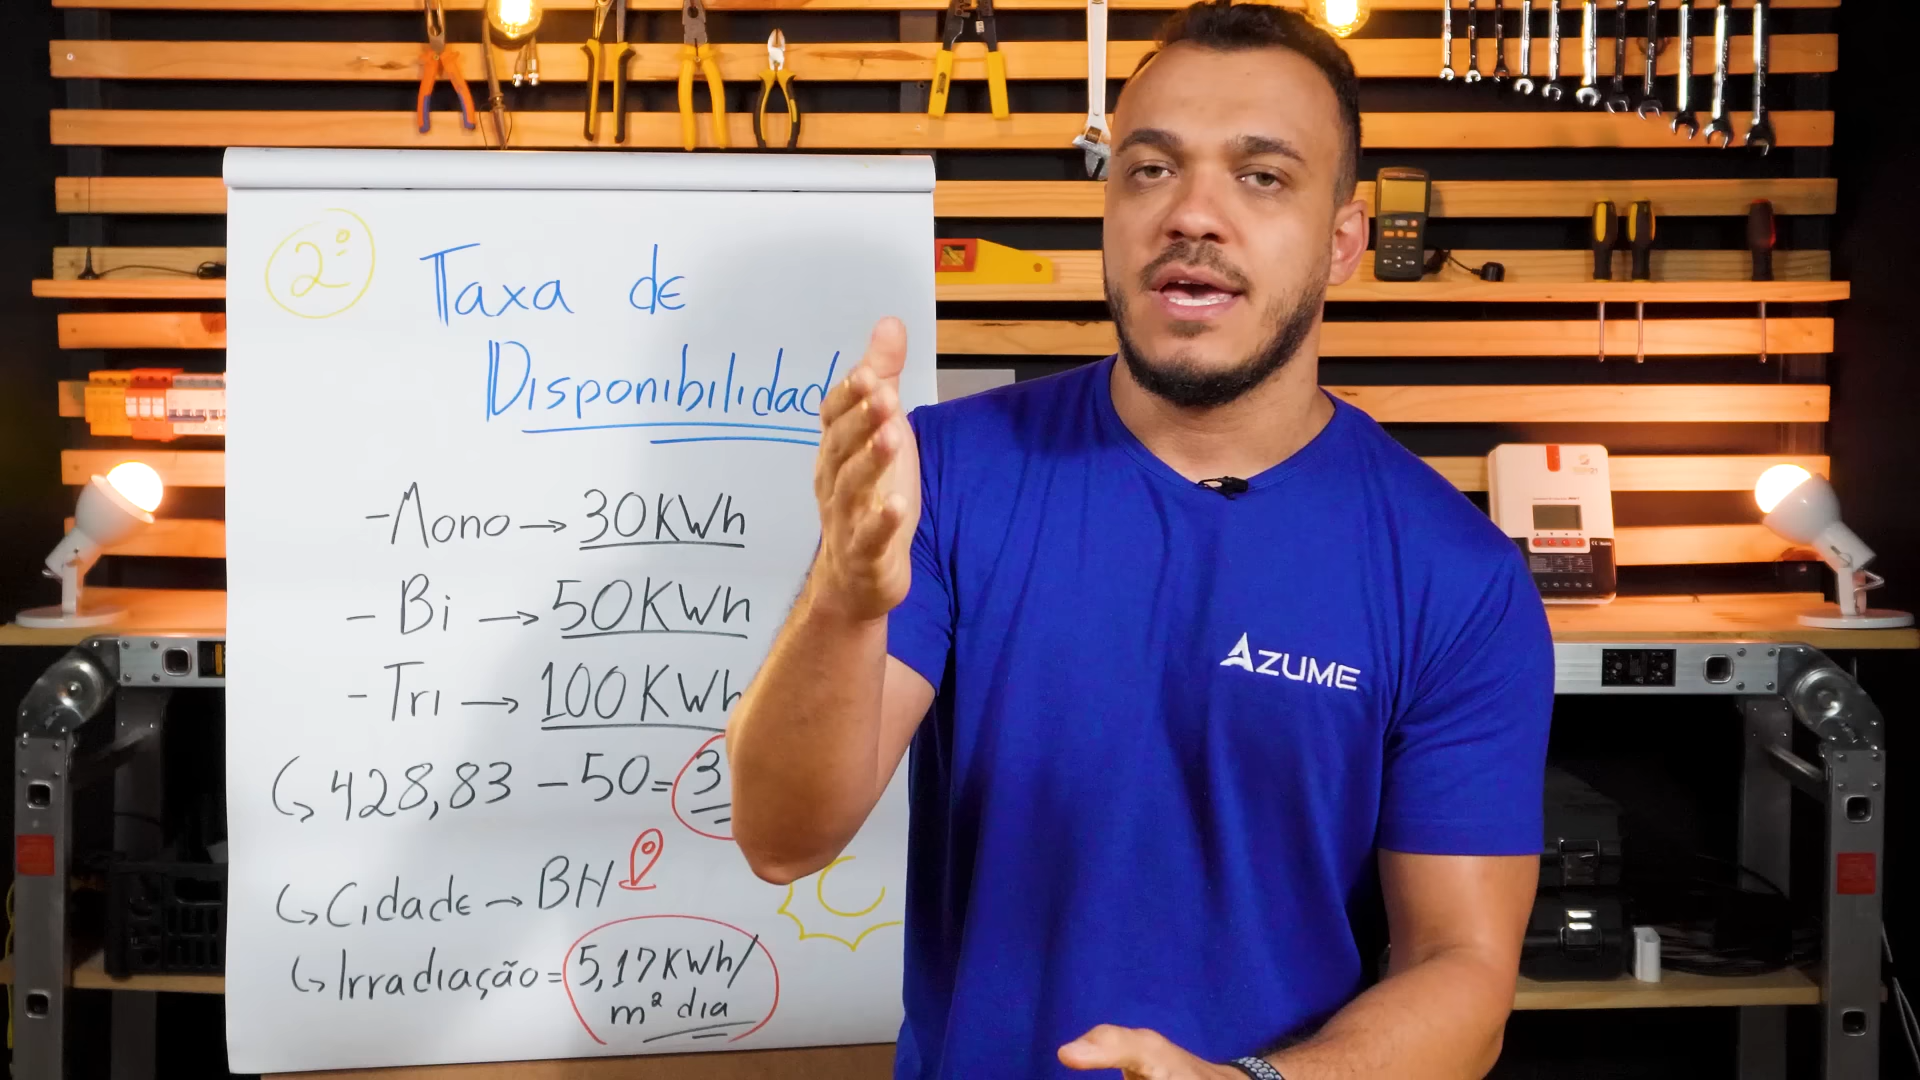 2º
Taxa de
Disponibilidad
- Mono → 30KWh
- Bi → 50KWh
- Tri → 100KWh
↪ 428,83 - 50 = 3
↪ Cidade → BH
↪ Irradiação = 5,17KWh/
m² dia
AZUME